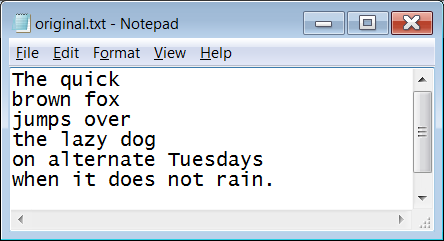 original.txt - Notepad
File Edit Format View Help
The quick
brown fox
jumps over
the lazy dog
on alternate Tuesdays
when it does not rain.